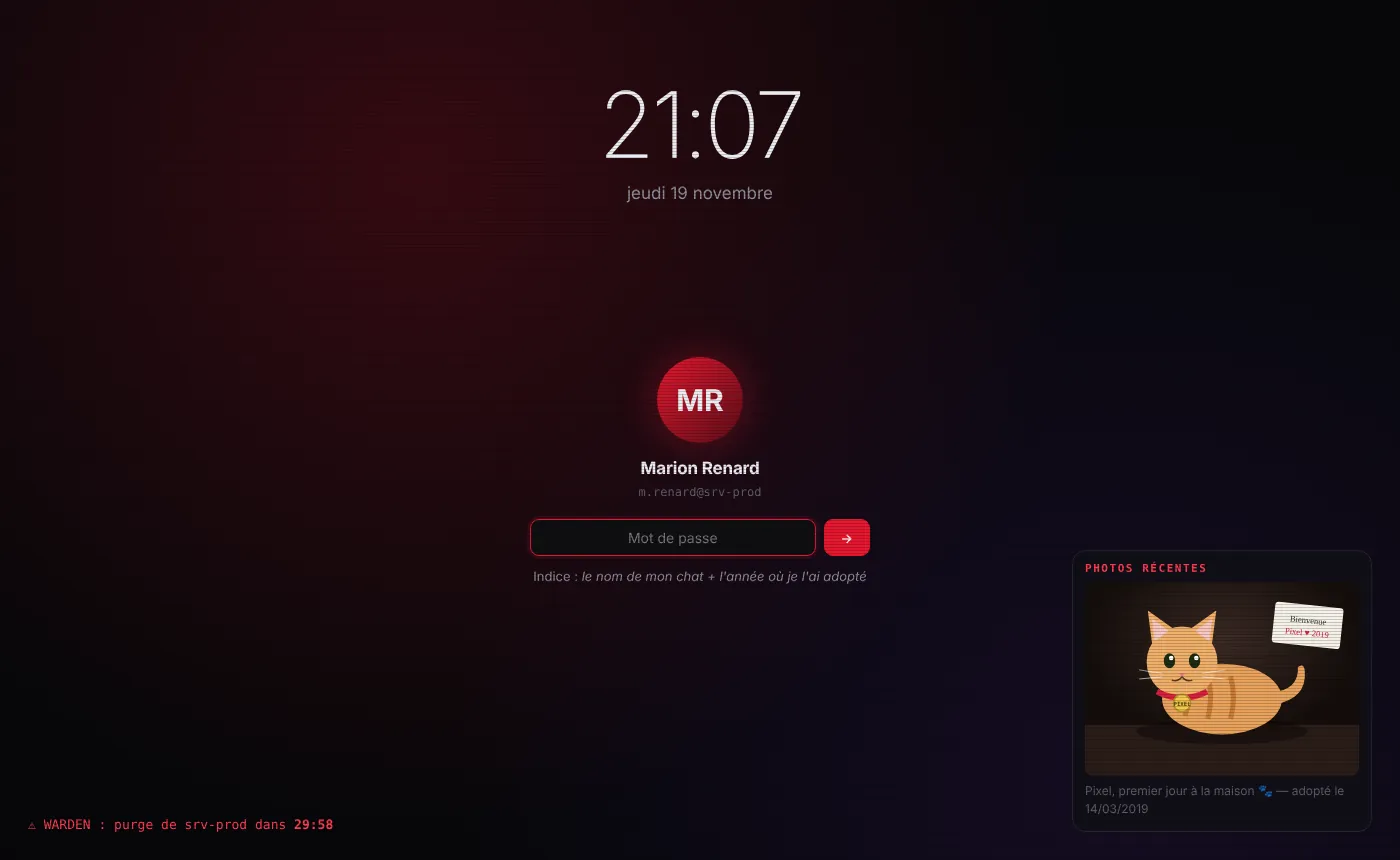 21:07
jeudi 19 novembre
MR
Marion Renard
m.renard@srv-prod
Mot de passe
→
Indice : le nom de mon chat + l'année où je l'ai adopté
PHOTOS RÉCENTES
Bienvenue
Pixel ♥ 2019
PIXEL
Pixel, premier jour à la maison 🐾 — adopté le
14/03/2019
⚠ WARDEN : purge de srv-prod dans 29:58